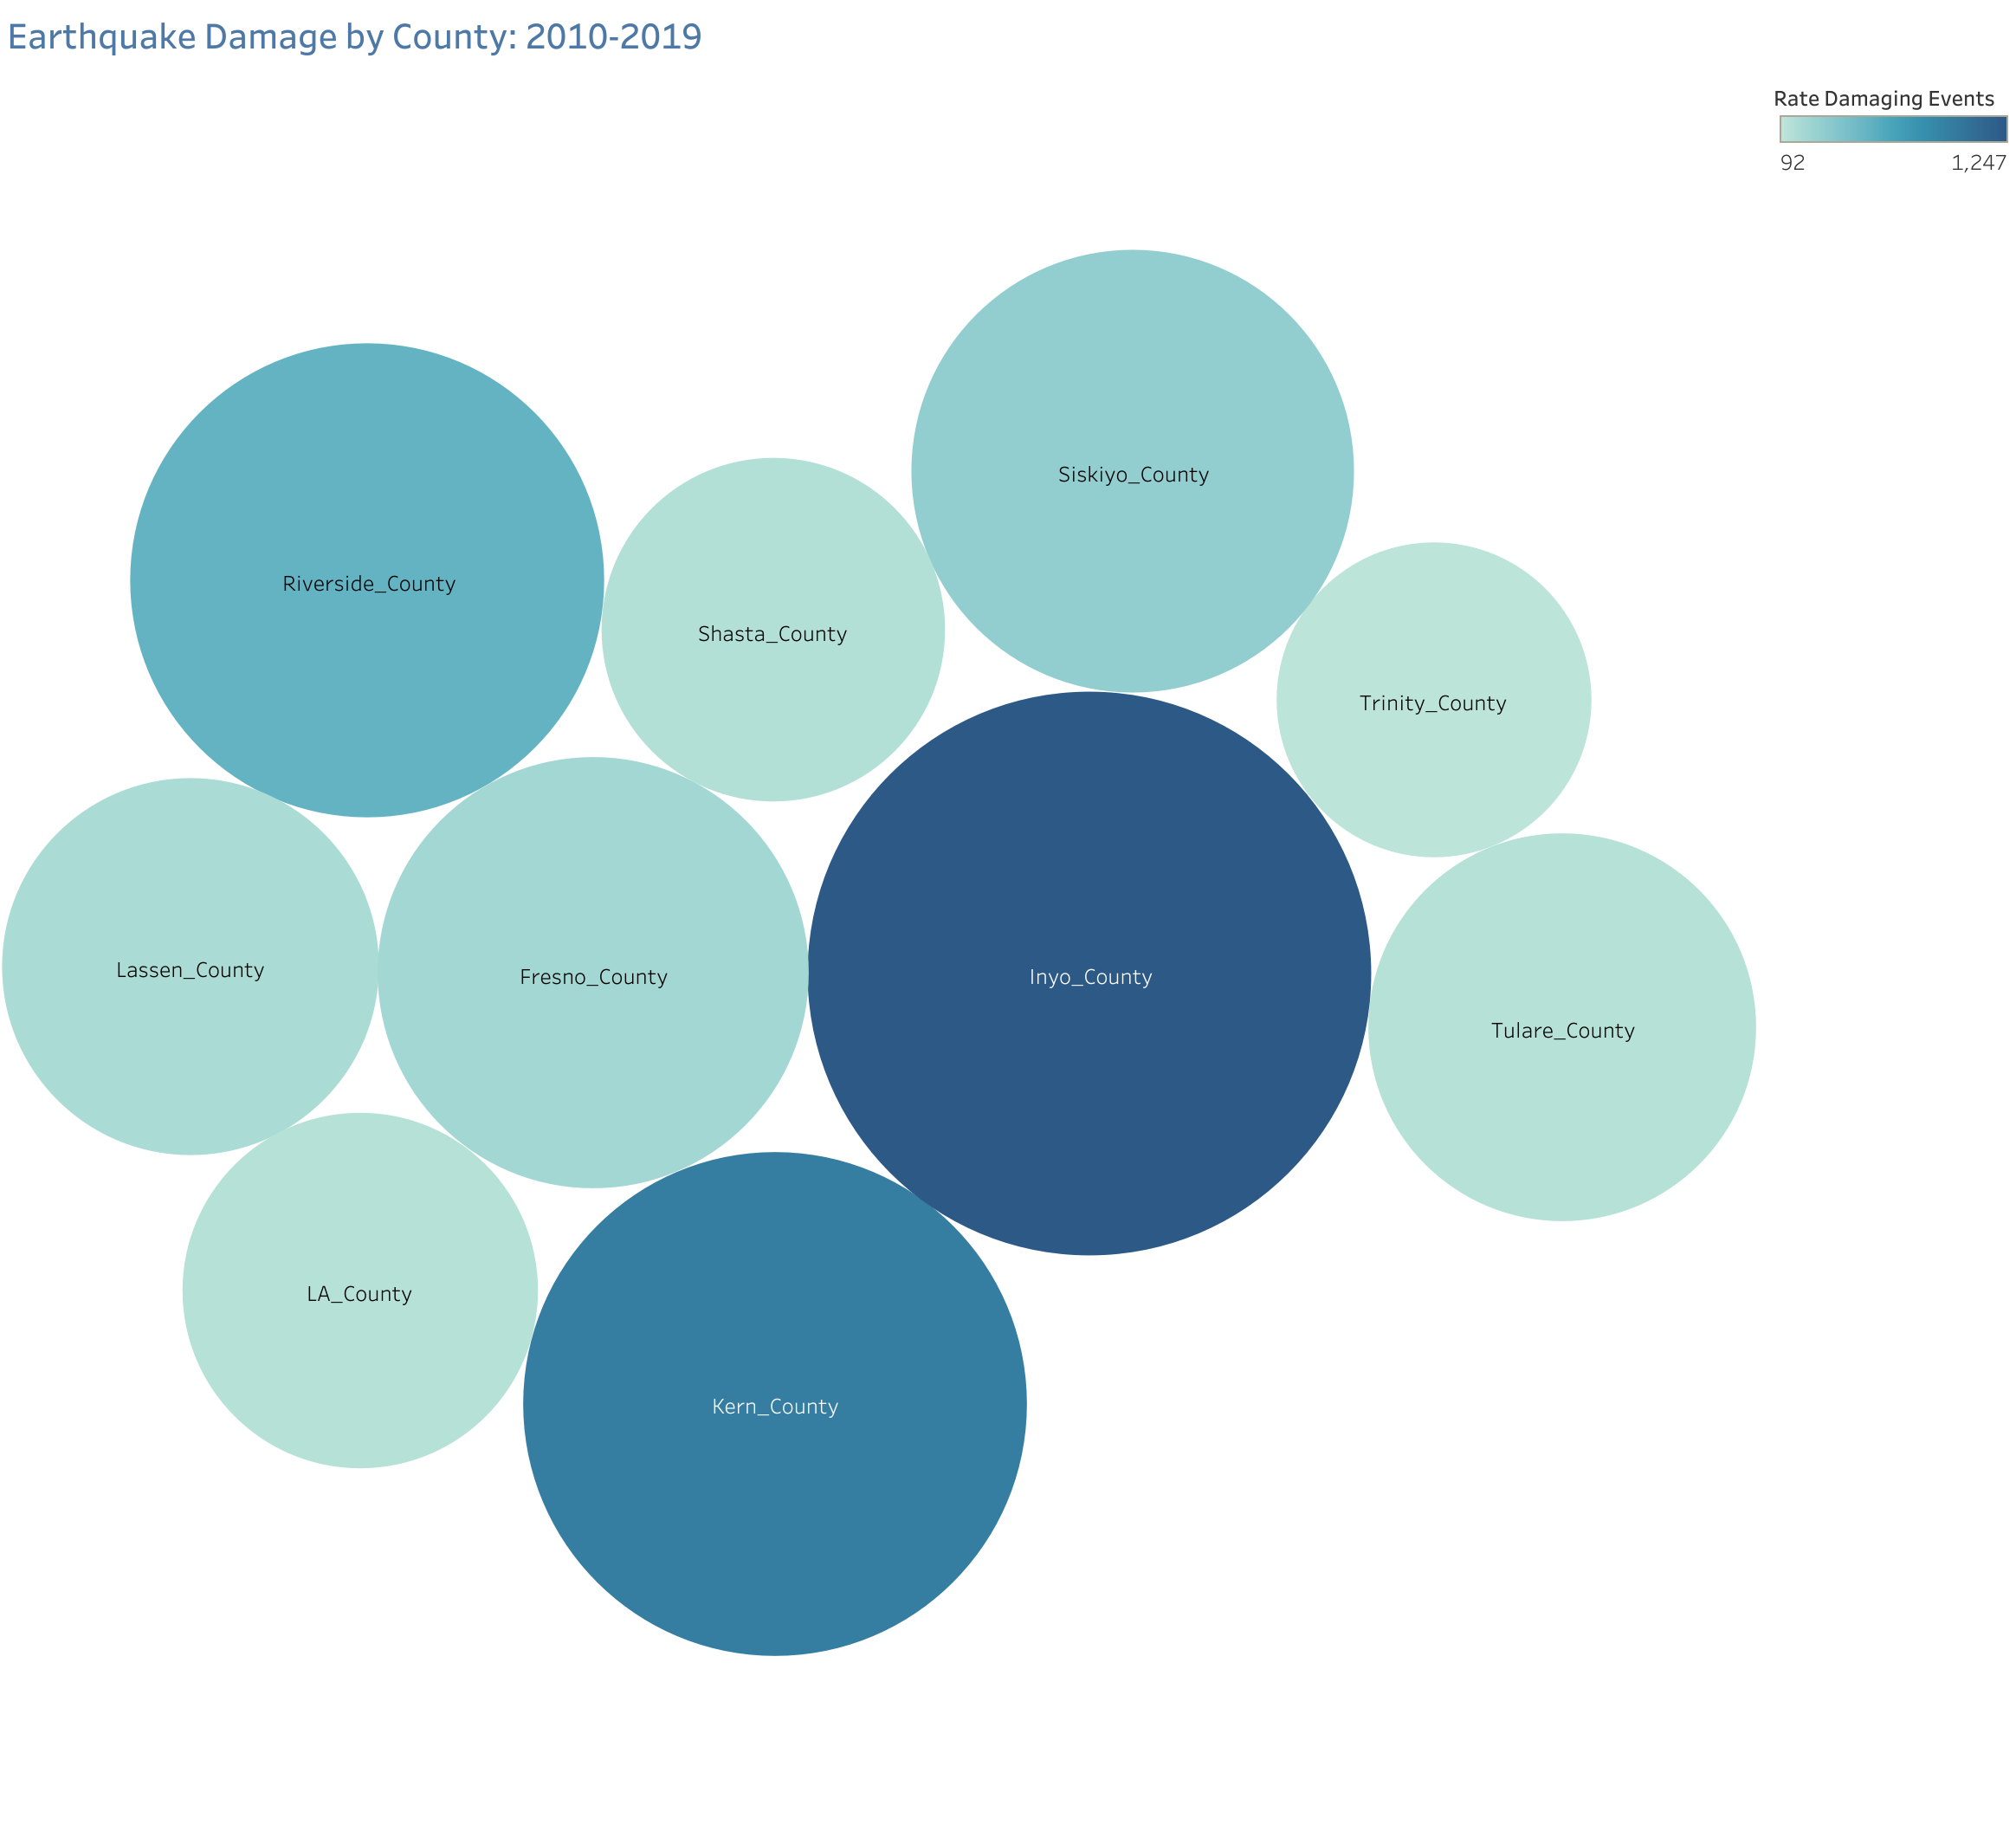 Earthquake Damage by County: 2010-2019
Rate Damaging Events
92 1,247
Siskiyo_County
Riverside_County
Shasta_County
Trinity_County
Lassen_County
Fresno_County
Inyo_County
Tulare_County
LA_County
Kern_County